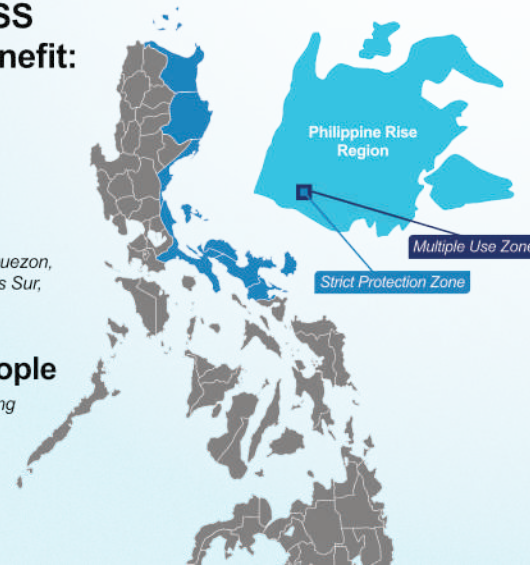 SS
nefit:
Philippine Rise
Region
Multiple Use Zone
Strict Protection Zone
uezon,
s Sur,
ople
ng